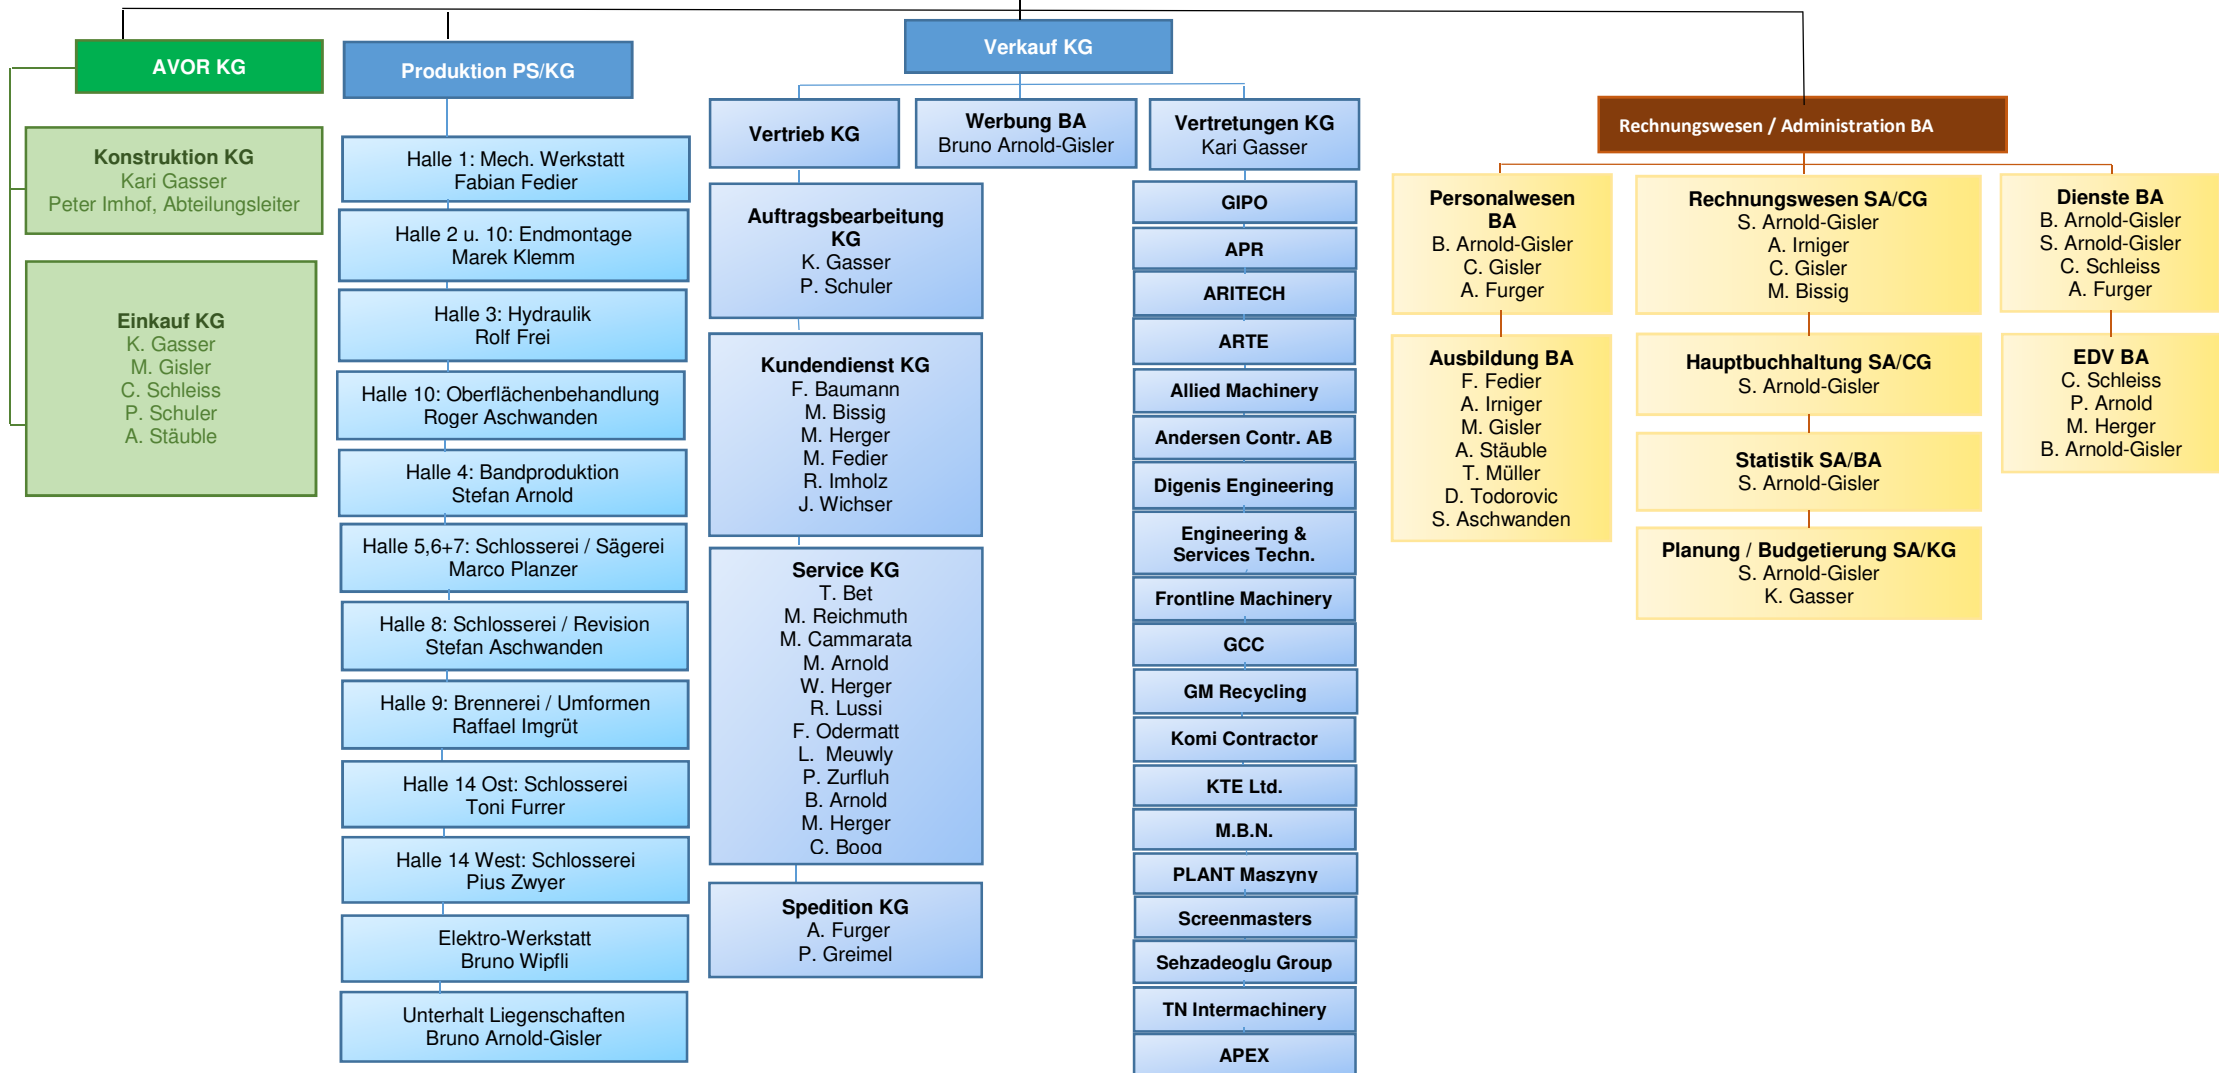 AVOR KG
Konstruktion KG
Kari Gasser
Peter Imhof, Abteilungsleiter
Einkauf KG
K. Gasser
M. Gisler
C. Schleiss
P. Schuler
A. Stäuble
Produktion PS/KG
Halle 1: Mech. Werkstatt
Fabian Fedier
Halle 2 u. 10: Endmontage
Marek Klemm
Halle 3: Hydraulik
Rolf Frei
Halle 10: Oberflächenbehandlung
Roger Aschwanden
Halle 4: Bandproduktion
Stefan Arnold
Halle 5,6+7: Schlosserei / Sägerei
Marco Planzer
Halle 8: Schlosserei / Revision
Stefan Aschwanden
Halle 9: Brennerei / Umformen
Raffael Imgrüt
Halle 14 Ost: Schlosserei
Toni Furrer
Halle 14 West: Schlosserei
Pius Zwyer
Elektro-Werkstatt
Bruno Wipfli
Unterhalt Liegenschaften
Bruno Arnold-Gisler
Verkauf KG
Vertrieb KG
Auftragsbearbeitung
KG
K. Gasser
P. Schuler
Kundendienst KG
F. Baumann
M. Bissig
M. Herger
M. Fedier
R. Imholz
J. Wichser
Service KG
T. Bet
M. Reichmuth
M. Cammarata
M. Arnold
W. Herger
R. Lussi
F. Odermatt
L. Meuwly
P. Zurfluh
B. Arnold
M. Herger
C. Boog
Spedition KG
A. Furger
P. Greimel
Werbung BA
Bruno Arnold-Gisler
Vertretungen KG
Kari Gasser
GIPO
APR
ARITECH
ARTE
Allied Machinery
Andersen Contr. AB
Digenis Engineering
Engineering &
Services Techn.
Frontline Machinery
GCC
GM Recycling
Komi Contractor
KTE Ltd.
M.B.N.
PLANT Maszyny
Screenmasters
Sehzadeoglu Group
TN Intermachinery
APEX
Rechnungswesen / Administration BA
Personalwesen
BA
B. Arnold-Gisler
C. Gisler
A. Furger
Ausbildung BA
F. Fedier
A. Irniger
M. Gisler
A. Stäuble
T. Müller
D. Todorovic
S. Aschwanden
Rechnungswesen SA/CG
S. Arnold-Gisler
A. Irniger
C. Gisler
M. Bissig
Hauptbuchhaltung SA/CG
S. Arnold-Gisler
Statistik SA/BA
S. Arnold-Gisler
Planung / Budgetierung SA/KG
S. Arnold-Gisler
K. Gasser
Dienste BA
B. Arnold-Gisler
S. Arnold-Gisler
C. Schleiss
A. Furger
EDV BA
C. Schleiss
P. Arnold
M. Herger
B. Arnold-Gisler